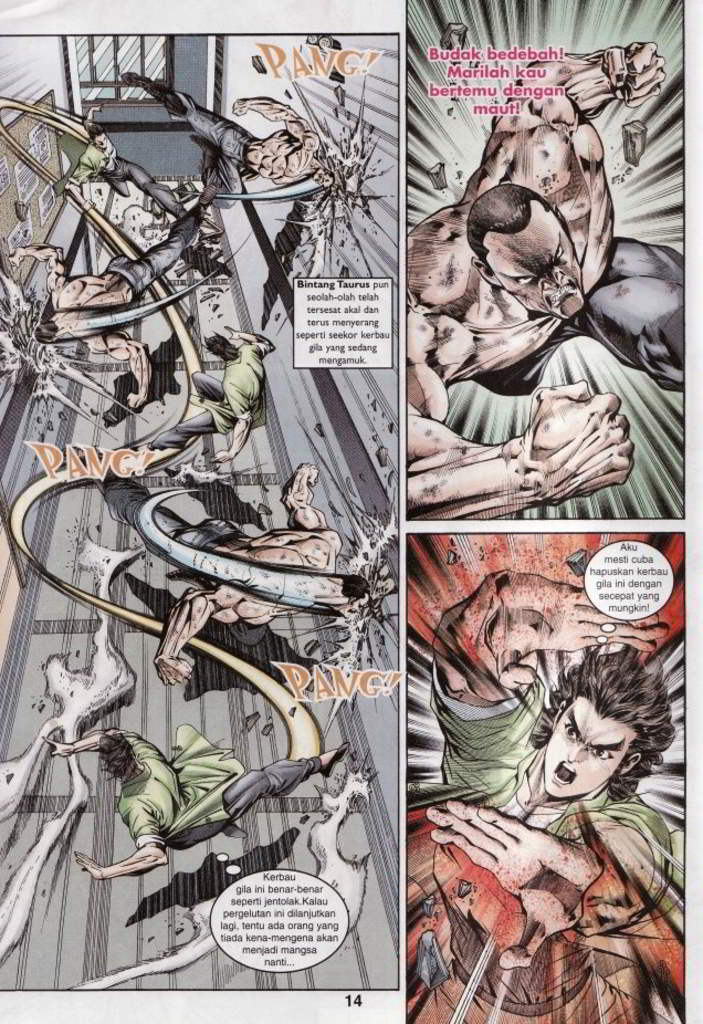 PANG!
Bintang Taurus pun
seolah-olah telah
tersesat akal dan
terus menyerang
seperti seekor kerbau
gila yang sedang
mengamuk.
PANG!
PANG!
Kerbau
gila ini benar-benar
seperti jentolak.Kalau
pergelutan ini dilanjutkan
lagi, tentu ada orang yang
tiada kena-mengena akan
menjadi mangsa
nanti...
Budak bedebah!
Marilah kau
bertemu dengan
maut!
Aku
mesti cuba
hapuskan kerbau
gila ini dengan
secepat yang
mungkin!
14